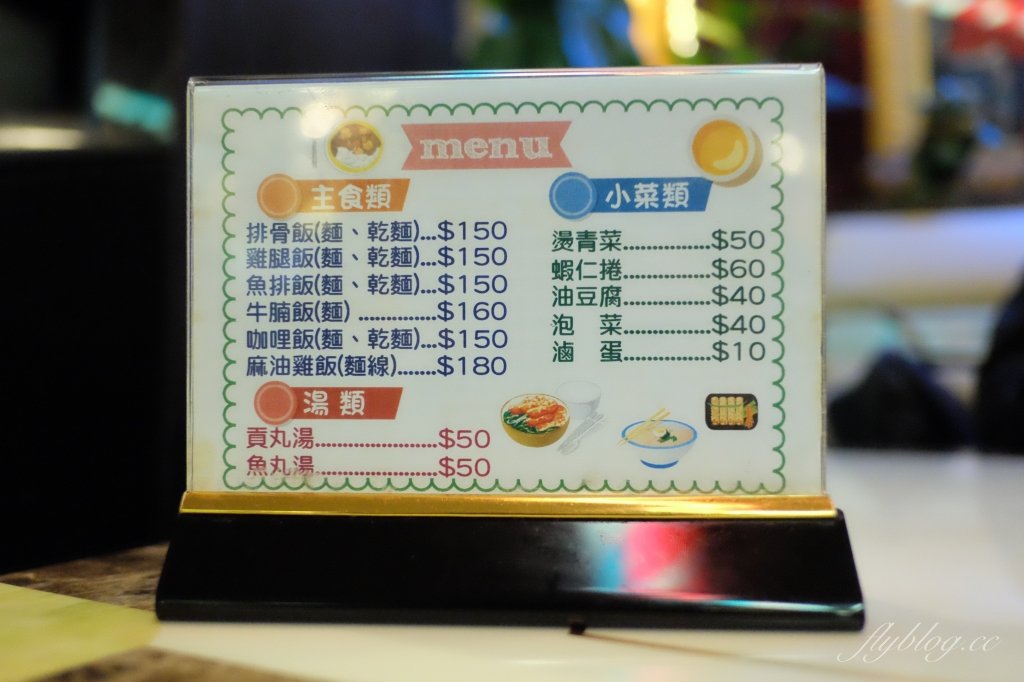 menu
主食類
排骨飯(麵、乾麵)...$150
雞腿飯(麵、乾麵)...$150
魚排飯(麵、乾麵)...$150
牛腩飯(麵) ..............$160
咖哩飯(麵、乾麵)...$150
麻油雞飯(麵線).......$180
湯類
貢丸湯......................$50
魚丸湯......................$50
小菜類
燙青菜................$50
蝦仁捲................$60
油豆腐................$40
泡　菜................$40
滷　蛋................$10
flyblog.cc